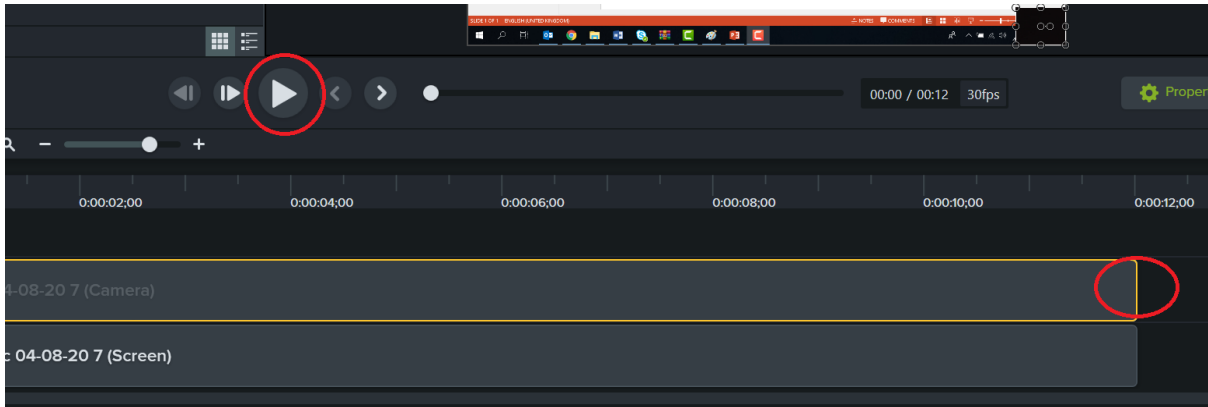 SLIDE 1 OF 1 ENGLISH (UNITED KINGDOM) NOTES COMMENTS
00:00 / 00:12 30fps Proper
0:00:02;00 0:00:04;00 0:00:06;00 0:00:08;00 0:00:10;00 0:00:12;00
4-08-20 7 (Camera)
c 04-08-20 7 (Screen)